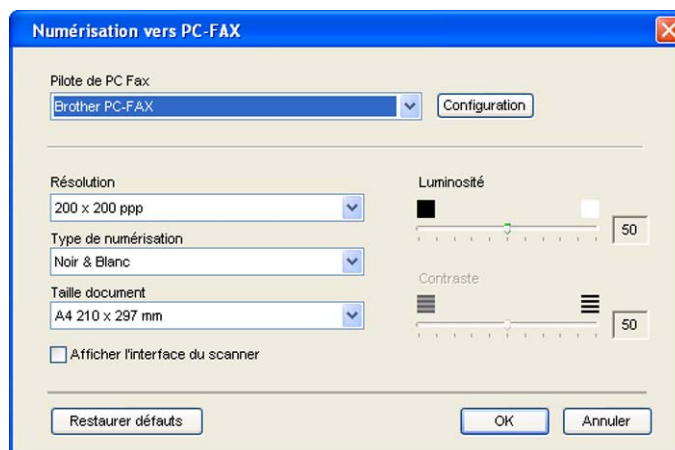 Numérisation vers PC-FAX
Pilote de PC Fax
Brother PC-FAX
Configuration
Résolution
200 x 200 ppp
Type de numérisation
Noir & Blanc
Taille document
A4 210 x 297 mm
Afficher l'interface du scanner
Luminosité
50
Contraste
50
Restaurer défauts
OK
Annuler